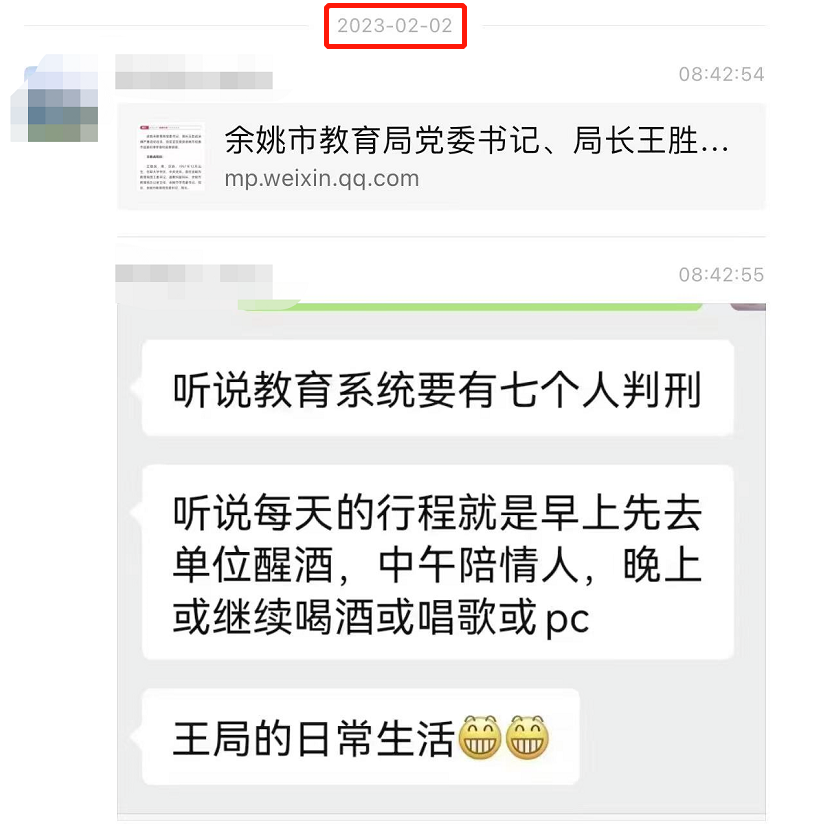 2023-02-02
08:42:54
余姚市教育局党委书记、局长王胜...
mp.weixin.qq.com
08:42:55
听说教育系统要有七个人判刑
听说每天的行程就是早上先去
单位醒酒，中午陪情人，晚上
或继续喝酒或唱歌或pc
王局的日常生活😁😁